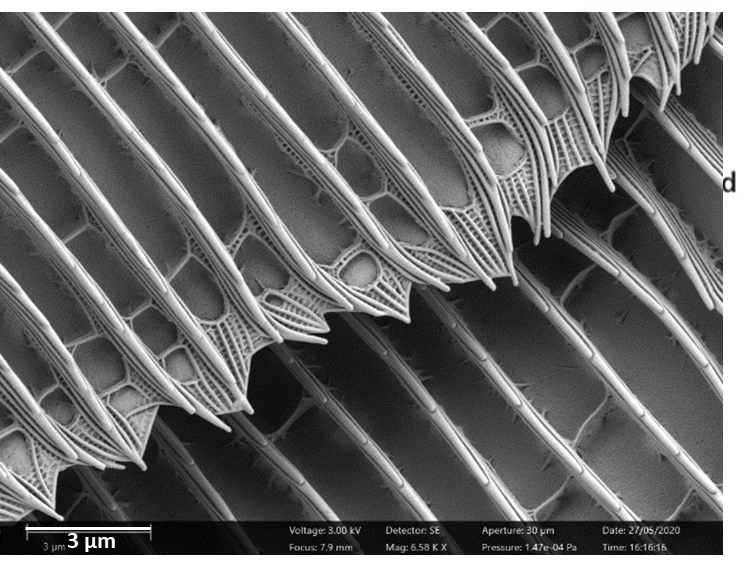 d
3 µm 3 µm
Voltage: 3.00 kV Detector: SE Aperture: 30 µm Date: 27/05/2020
Focus: 7.9 mm Mag: 6.58 K X Pressure: 1.47e-04 Pa Time: 16:16:16